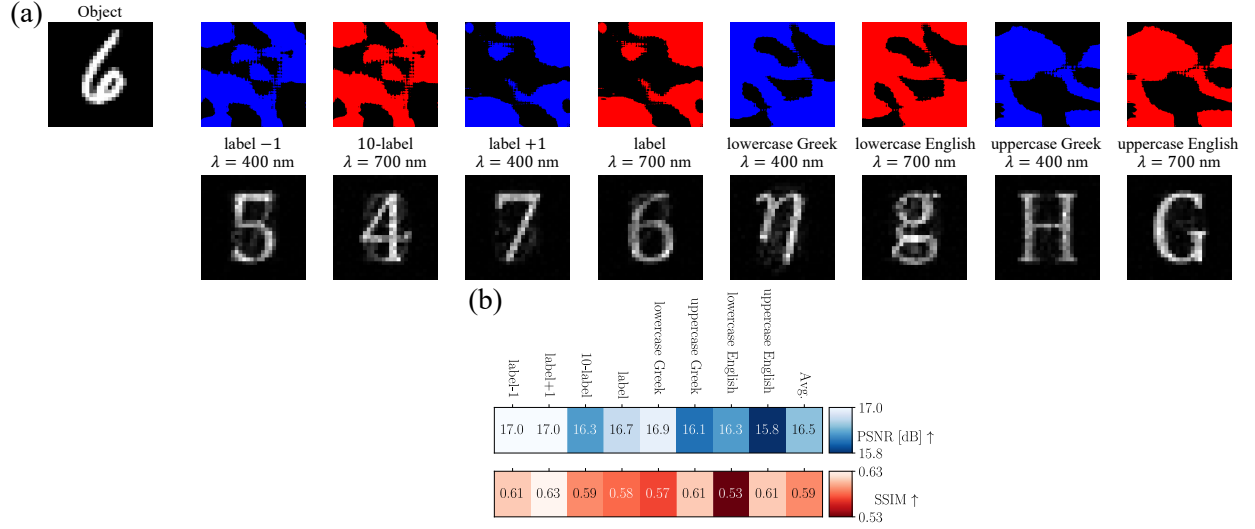 (a)
Object
6
label −1
λ = 400 nm
10-label
λ = 700 nm
label +1
λ = 400 nm
label
λ = 700 nm
lowercase Greek
λ = 400 nm
lowercase English
λ = 700 nm
uppercase Greek
λ = 400 nm
uppercase English
λ = 700 nm
5 4 7 6 η g H G
(b)
label-1
label+1
10-label
label
lowercase Greek
uppercase Greek
lowercase English
uppercase English
Avg.
17.0 17.0 16.3 16.7 16.9 16.1 16.3 15.8 16.5
17.0
PSNR [dB] ↑
15.8
0.61 0.63 0.59 0.58 0.57 0.61 0.53 0.61 0.59
0.63
SSIM ↑
0.53